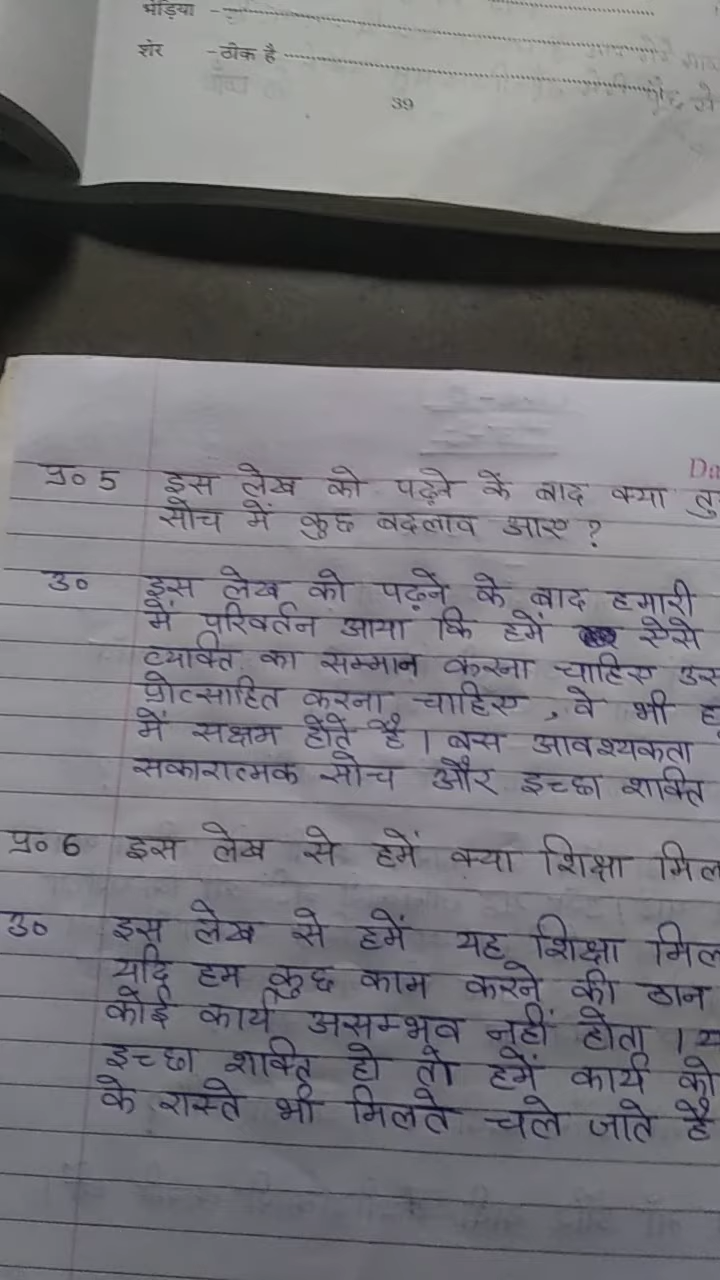 भेड़िया -
शेर - ठीक है
39
प्र० 5 इस लेख को पढ़ने के बाद क्या तु
सोच में कुछ बदलाव आए ?
उ० इस लेख को पढ़ने के बाद हमारी
में परिवर्तन आया कि हमें ऐसे
व्यक्ति का सम्मान करना चाहिए उस
प्रोत्साहित करना चाहिए , वे भी ह
में सक्षम होते है । बस आवश्यकता
सकारात्मक सोच और इच्छा शक्ति
प्र० 6 इस लेख से हमें क्या शिक्षा मिल
उ० इस लेख से हमें यह शिक्षा मिल
यदि हम कुछ काम करने की ठान
कोई कार्य असम्भव नहीं होता । य
इच्छा शक्ति हो तो हमें कार्य को
के रास्ते भी मिलते चले जाते है